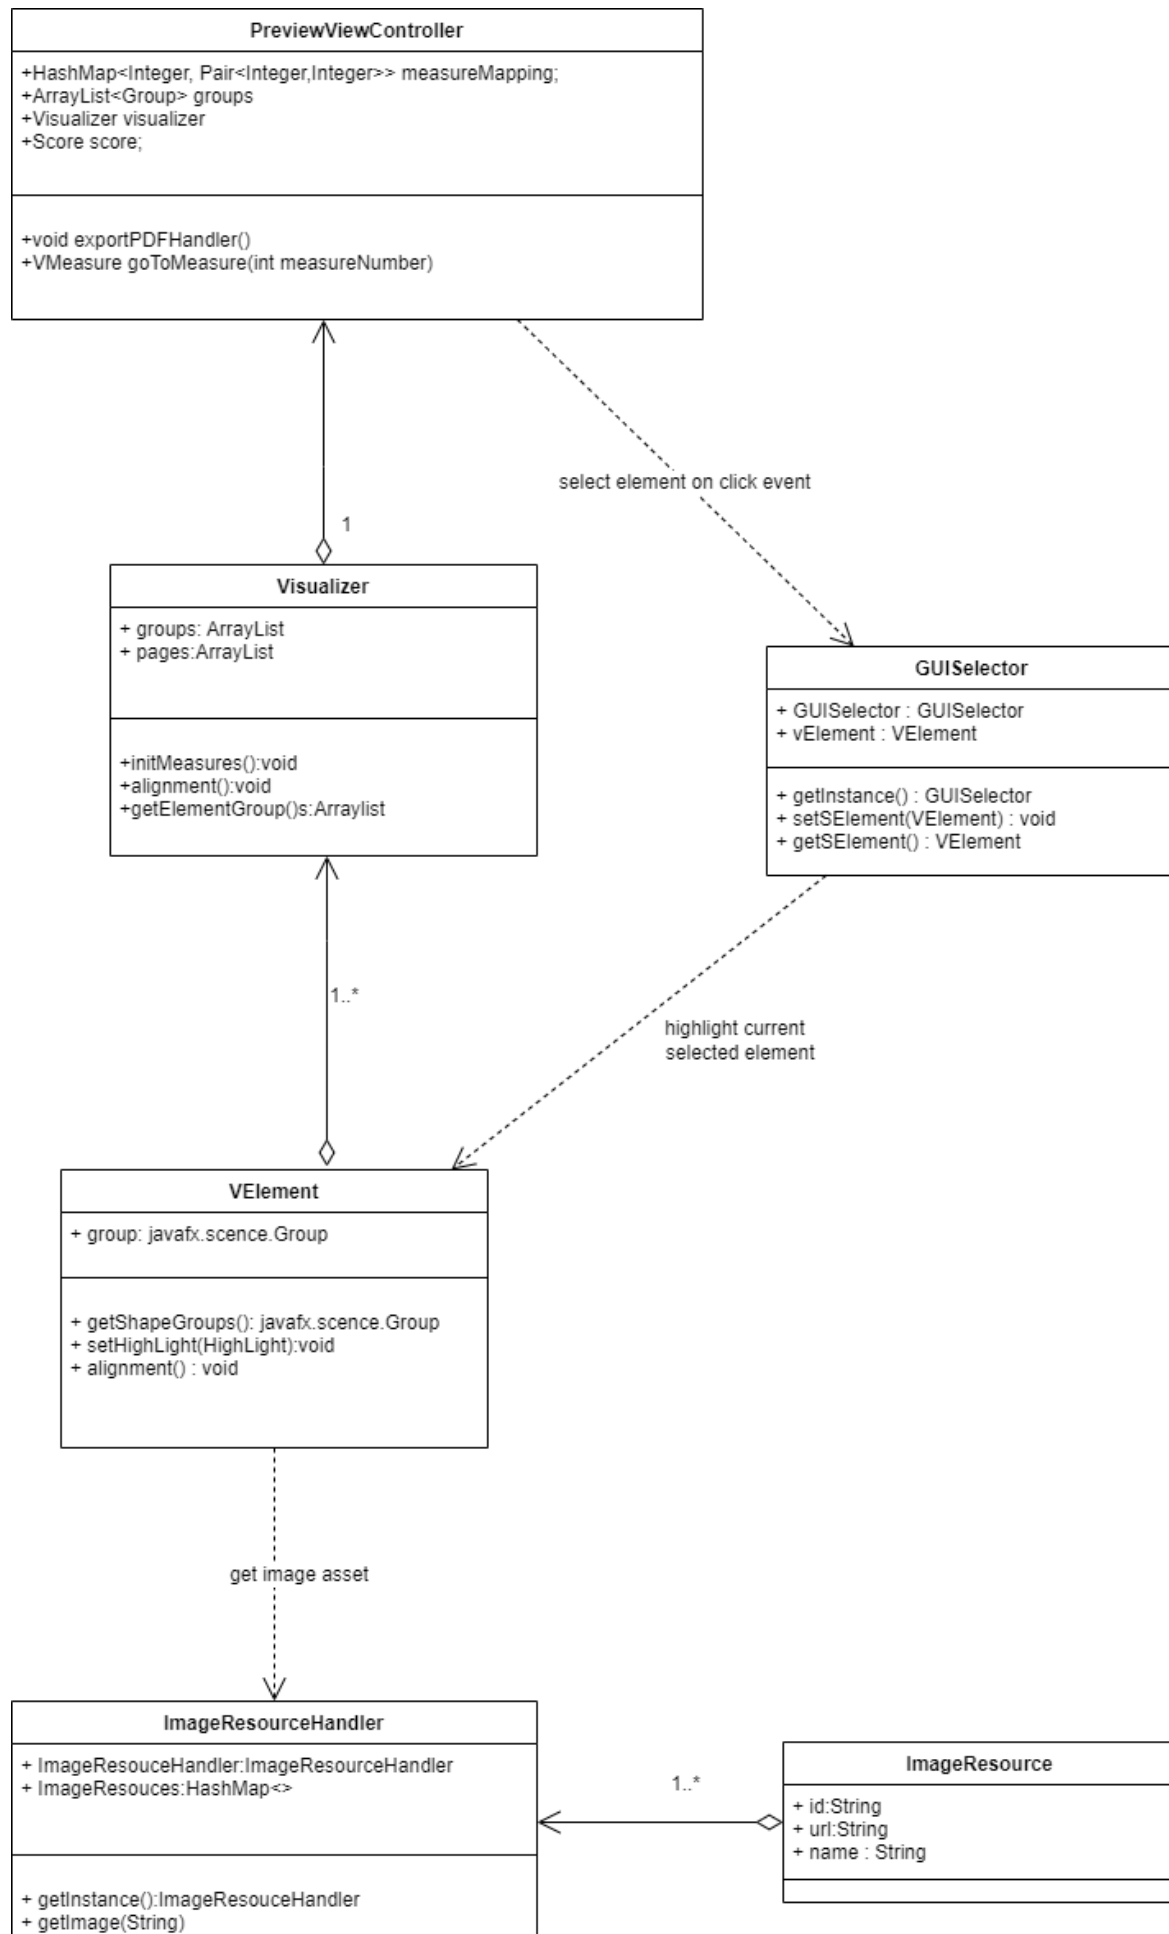 PreviewViewController
+HashMap<Integer, Pair<Integer,Integer>> measureMapping;
+ArrayList<Group> groups
+Visualizer visualizer
+Score score;
+void exportPDFHandler()
+VMeasure goToMeasure(int measureNumber)
select element on click event
1
Visualizer
+ groups: ArrayList
+ pages:ArrayList
+initMeasures():void
+alignment():void
+getElementGroup()s:Arraylist
GUISelector
+ GUISelector : GUISelector
+ vElement : VElement
+ getInstance() : GUISelector
+ setSElement(VElement) : void
+ getSElement() : VElement
1..*
highlight current
selected element
VElement
+ group: javafx.scence.Group
+ getShapeGroups(): javafx.scence.Group
+ setHighLight(HighLight):void
+ alignment() : void
get image asset
ImageResourceHandler
+ ImageResouceHandler:ImageResourceHandler
+ ImageResouces:HashMap<>
+ getInstance():ImageResouceHandler
+ getImage(String)
1..*
ImageResource
+ id:String
+ url:String
+ name : String